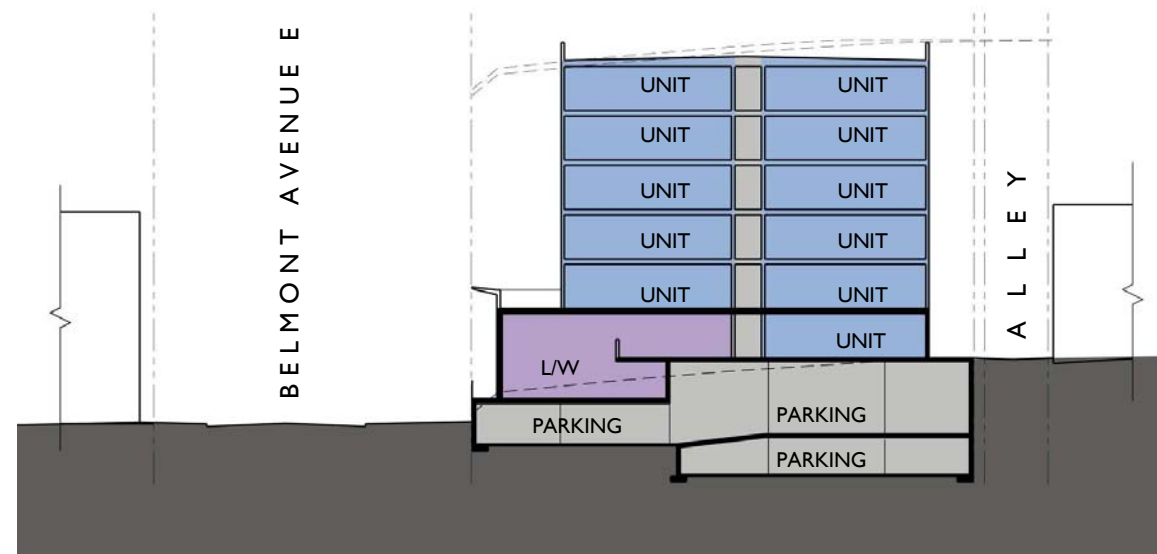 BELMONT AVENUE E
UNIT UNIT
UNIT UNIT
UNIT UNIT
UNIT UNIT
UNIT UNIT
UNIT
L/W
PARKING
PARKING
PARKING
ALLEY